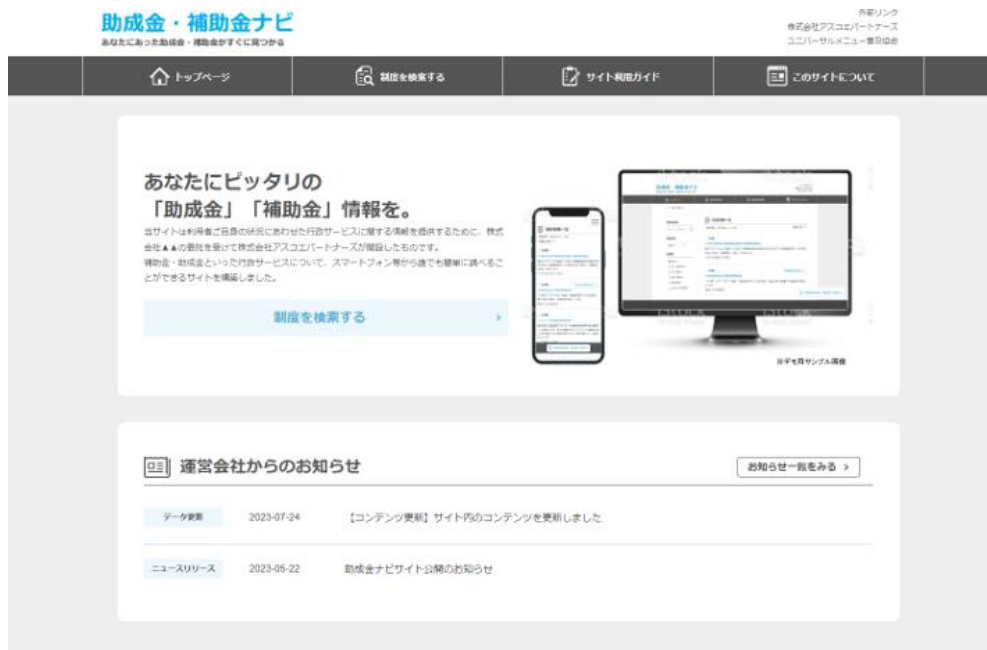 助成金・補助金ナビ
あなたにあった助成金・補助金がすぐに見つかる
外部リンク
株式会社アスコエパートナーズ
ユニバーサルメニュー普及協会
トップページ
制度を検索する
サイト利用ガイド
このサイトについて
あなたにピッタリの
「助成金」「補助金」情報を。
当サイトは利用者ご自身の状況にあわせた行政サービスに関する情報を提供するために、株式
会社▲▲の委託を受けて株式会社アスコエパートナーズが開設したものです。
補助金・助成金といった行政サービスについて、スマートフォン等から誰でも簡単に調べるこ
とができるサイトを構築しました。
制度を検索する
※デモ用サンプル画像
運営会社からのお知らせ
お知らせ一覧をみる
データ更新 2023-07-24 【コンテンツ更新】サイト内のコンテンツを更新しました
ニュースリリース 2023-05-22 助成金ナビサイト公開のお知らせ